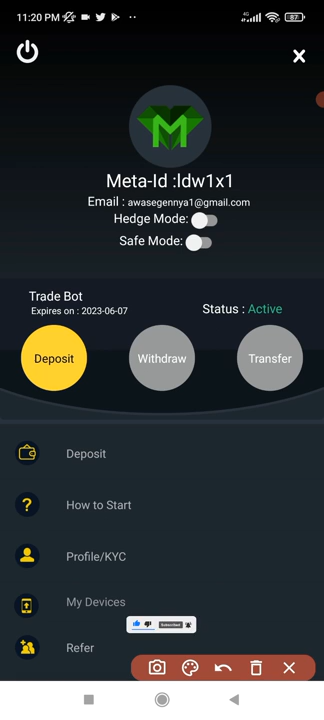 11:20 PM
4G
87
Meta-Id :ldw1x1
Email : awasegennya1@gmail.com
Hedge Mode:
Safe Mode:
Trade Bot
Expires on : 2023-06-07
Status : Active
Deposit
Withdraw
Transfer
Deposit
How to Start
Profile/KYC
My Devices
Subscribed
Refer